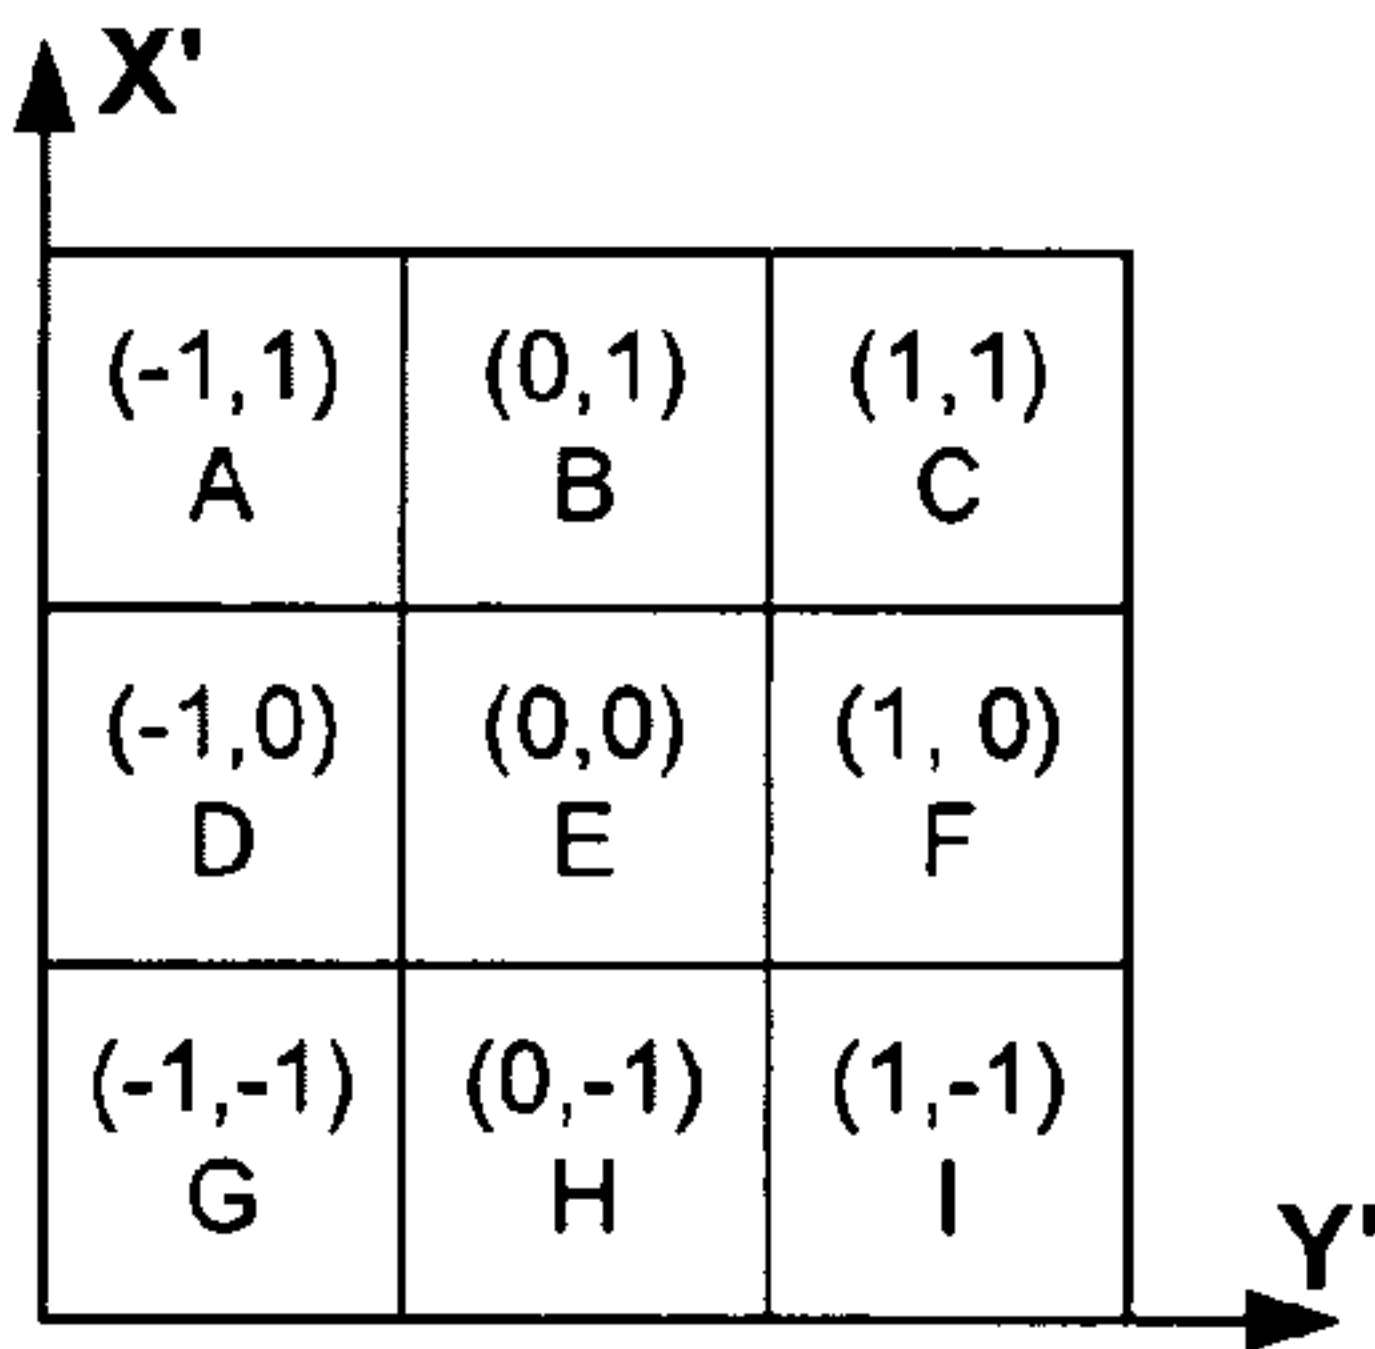 X'
(-1,1) (0,1) (1,1)
A B C
(-1,0) (0,0) (1, 0)
D E F
(-1,-1) (0,-1) (1,-1)
G H I
Y'